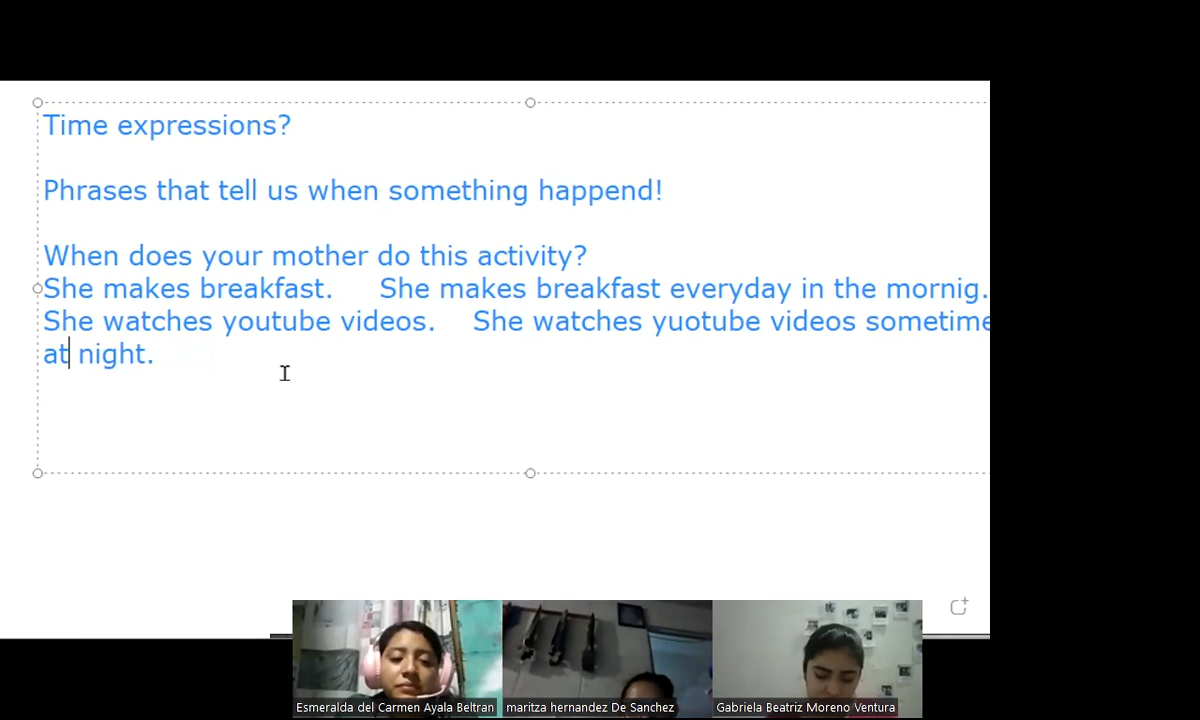 Time expressions?
Phrases that tell us when something happend!
When does your mother do this activity?
She makes breakfast. She makes breakfast everyday in the mornig.
She watches youtube videos. She watches yuotube videos sometime
at night.
Esmeralda del Carmen Ayala Beltran
maritza hernandez De Sanchez
Gabriela Beatriz Moreno Ventura